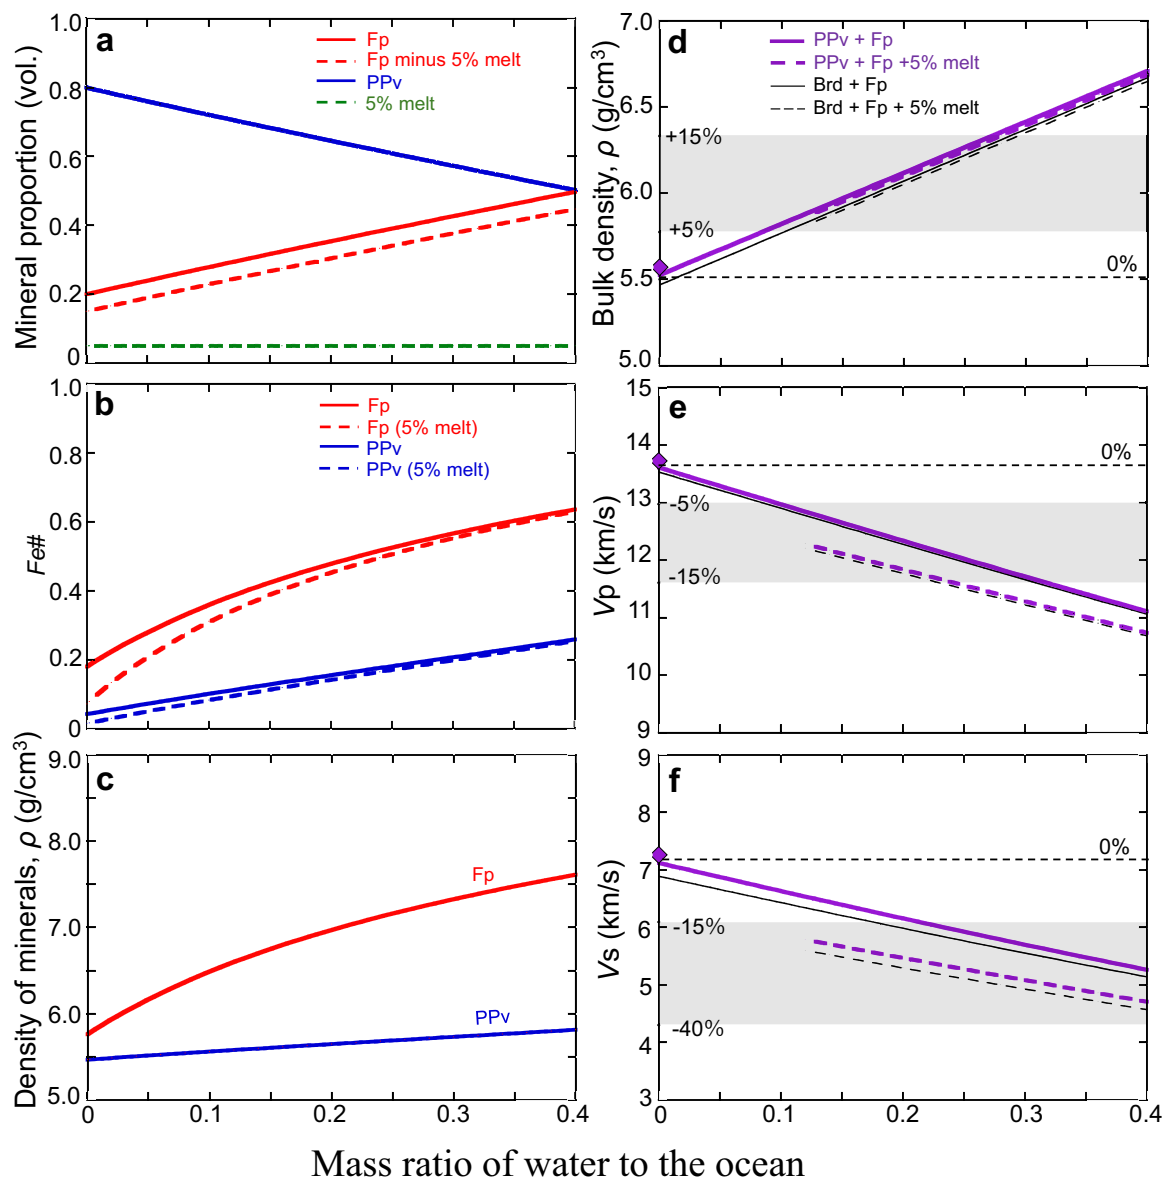 a
Fp
Fp minus 5% melt
PPv
5% melt
Mineral proportion (vol.)
1.0
0.8
0.6
0.4
0.2
0
b
Fp
Fp (5% melt)
PPv
PPv (5% melt)
Fe#
1.0
0.8
0.6
0.4
0.2
0
c
Fp
PPv
Density of minerals, ρ (g/cm³)
9.0
8.0
7.0
6.0
5.0
0 0.1 0.2 0.3 0.4
d
PPv + Fp
PPv + Fp +5% melt
Brd + Fp
Brd + Fp + 5% melt
Bulk density, ρ (g/cm³)
7.0
6.5
6.0
5.5
5.0
+15%
+5%
0%
e
Vp (km/s)
15
14
13
12
11
10
9
0%
-5%
-15%
f
Vs (km/s)
9
8
7
6
5
4
3
0%
-15%
-40%
0 0.1 0.2 0.3 0.4
Mass ratio of water to the ocean